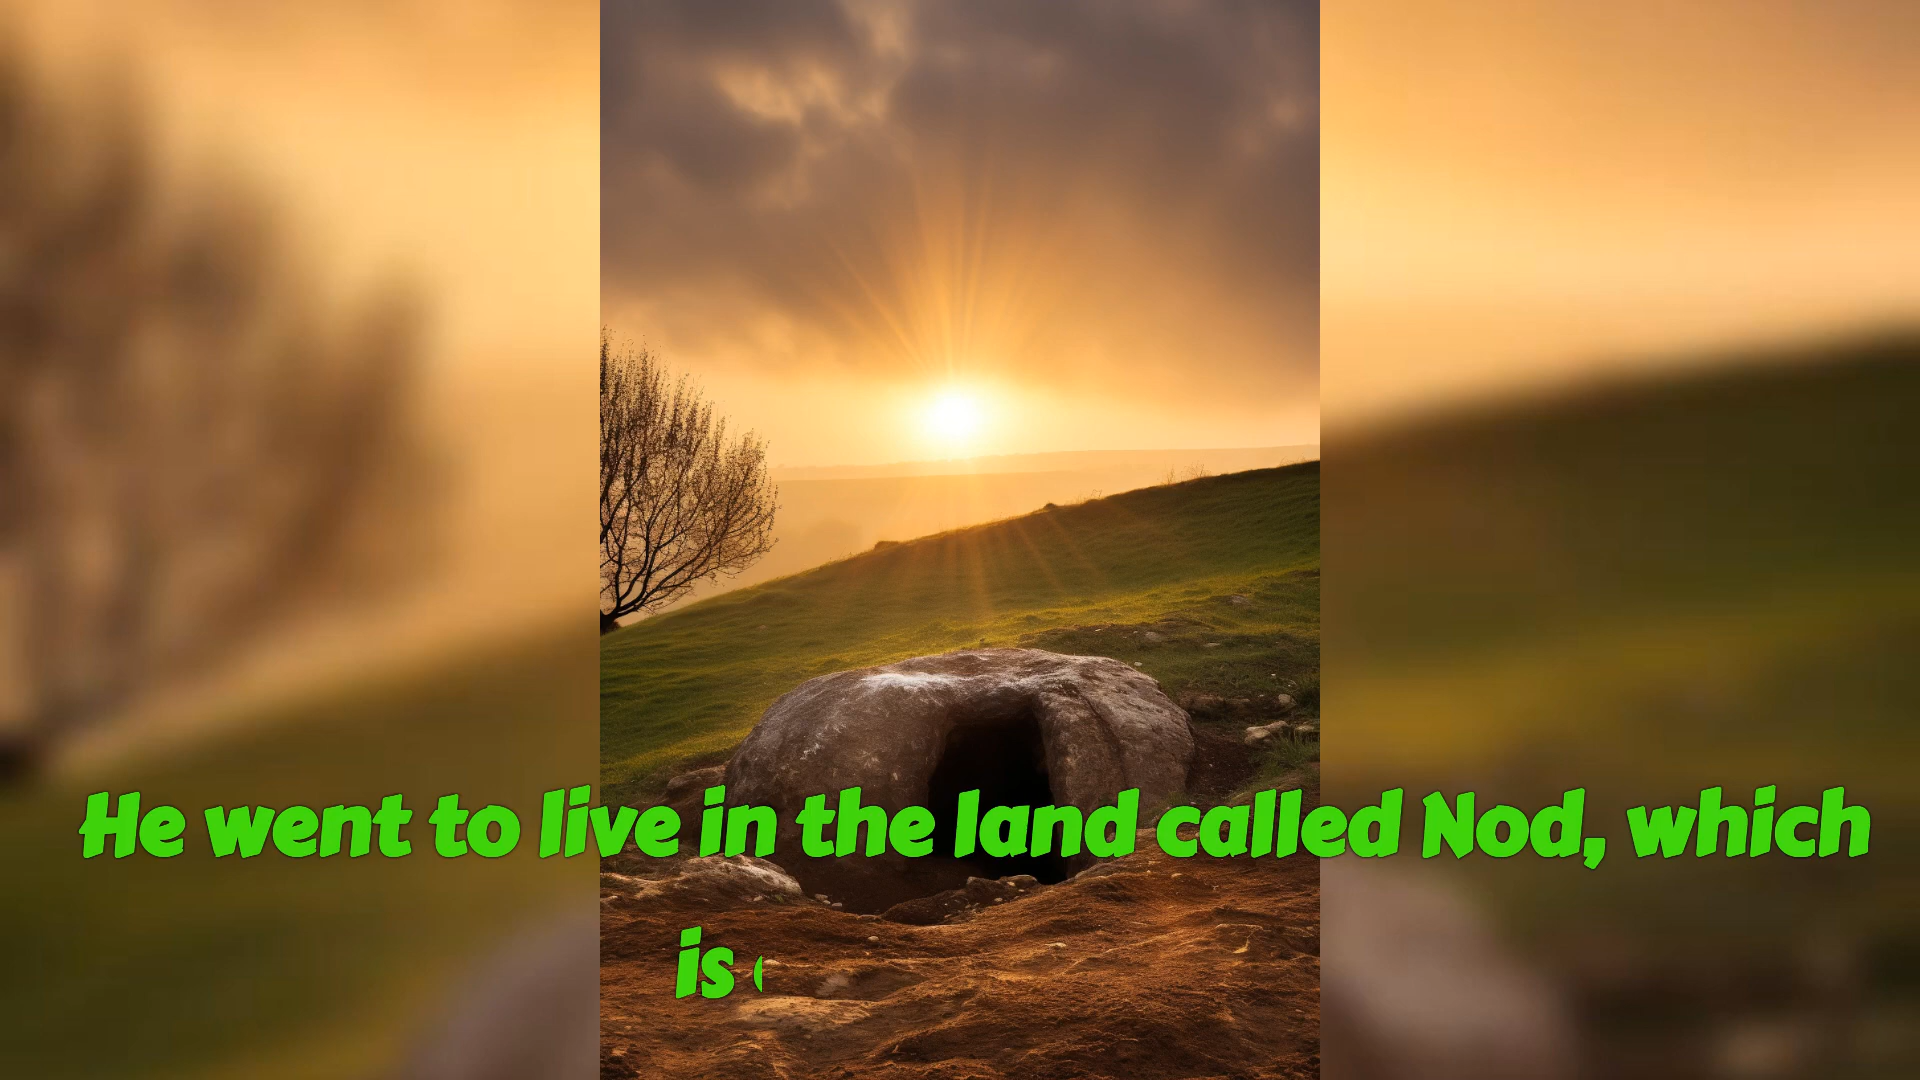 He went to live in the land called Nod, which
is